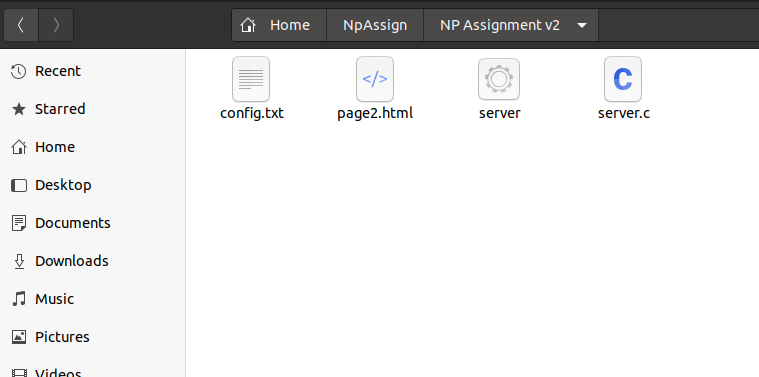 Home NpAssign NP Assignment v2
Recent
Starred
Home
Desktop
Documents
Downloads
Music
Pictures
Videos
</> C
config.txt page2.html server server.c